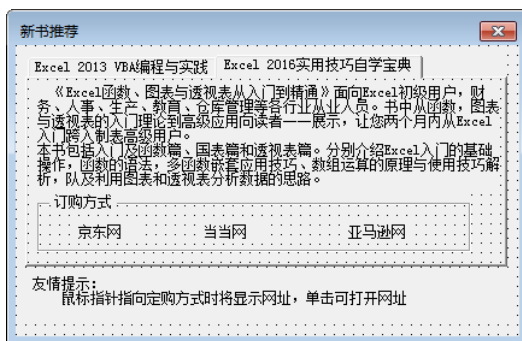 新书推荐
Excel 2013 VBA编程与实践 Excel 2016实用技巧自学宝典
《Excel函数、图表与透视表从入门到精通》面向Excel初级用户，财
务、人事、生产、教育、仓库管理等各行业从业人员。书中从函数，图表
与透视表的入门理论到高级应用向读者一一展示，让您两个月内从Excel
入门跨入制表高级用户。
本书包括入门及函数篇、国表篇和透视表篇。分别介绍Excel入门的基础
操作，函数的语法，多函数嵌套应用技巧、数组运算的原理与使用技巧解
析，队及利用图表和透视表分析数据的思路。
订购方式
京东网 当当网 亚马逊网
友情提示：
鼠标指针指向定购方式时将显示网址，单击可打开网址